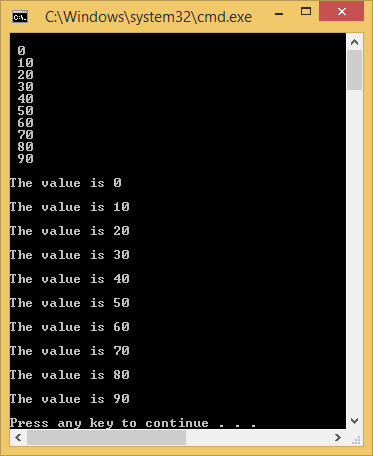 C:\Windows\system32\cmd.exe
0
10
20
30
40
50
60
70
80
90
The value is 0
The value is 10
The value is 20
The value is 30
The value is 40
The value is 50
The value is 60
The value is 70
The value is 80
The value is 90
Press any key to continue . . .